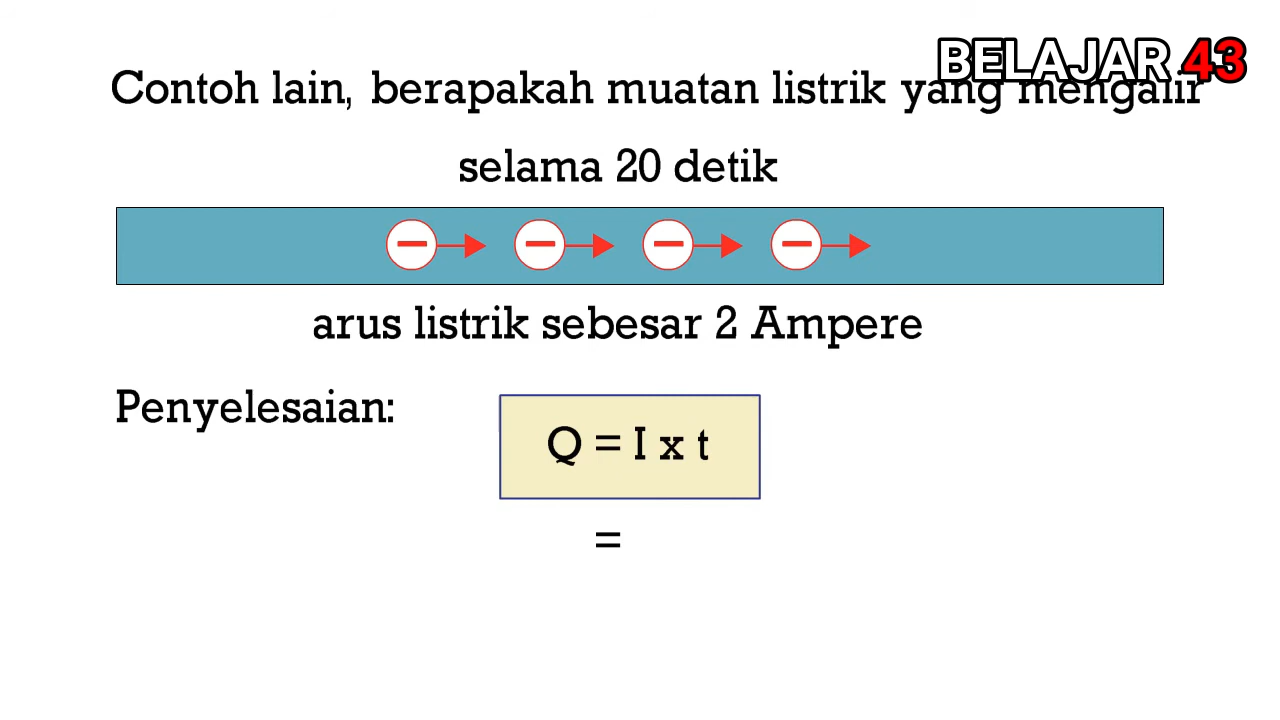 BELAJAR 43
Contoh lain, berapakah muatan listrik yang mengalir
selama 20 detik
arus listrik sebesar 2 Ampere
Penyelesaian:
Q = I x t
=